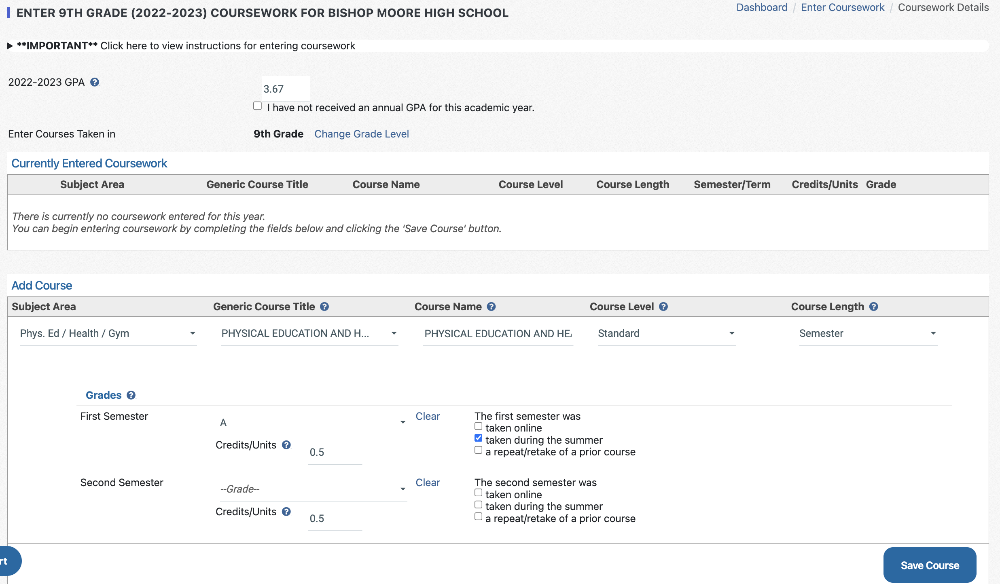 ENTER 9TH GRADE (2022-2023) COURSEWORK FOR BISHOP MOORE HIGH SCHOOL
Dashboard / Enter Coursework / Coursework Details
**IMPORTANT** Click here to view instructions for entering coursework
2022-2023 GPA
3.67
I have not received an annual GPA for this academic year.
Enter Courses Taken in 9th Grade Change Grade Level
Currently Entered Coursework
Subject Area Generic Course Title Course Name Course Level Course Length Semester/Term Credits/Units Grade
There is currently no coursework entered for this year.
You can begin entering coursework by completing the fields below and clicking the 'Save Course' button.
Add Course
Subject Area Generic Course Title Course Name Course Level Course Length
Phys. Ed / Health / Gym PHYSICAL EDUCATION AND H... PHYSICAL EDUCATION AND HEA Standard Semester
Grades
First Semester A Clear The first semester was
taken online
taken during the summer
Credits/Units 0.5
a repeat/retake of a prior course
Second Semester --Grade-- Clear The second semester was
taken online
taken during the summer
Credits/Units 0.5
a repeat/retake of a prior course
rt
Save Course